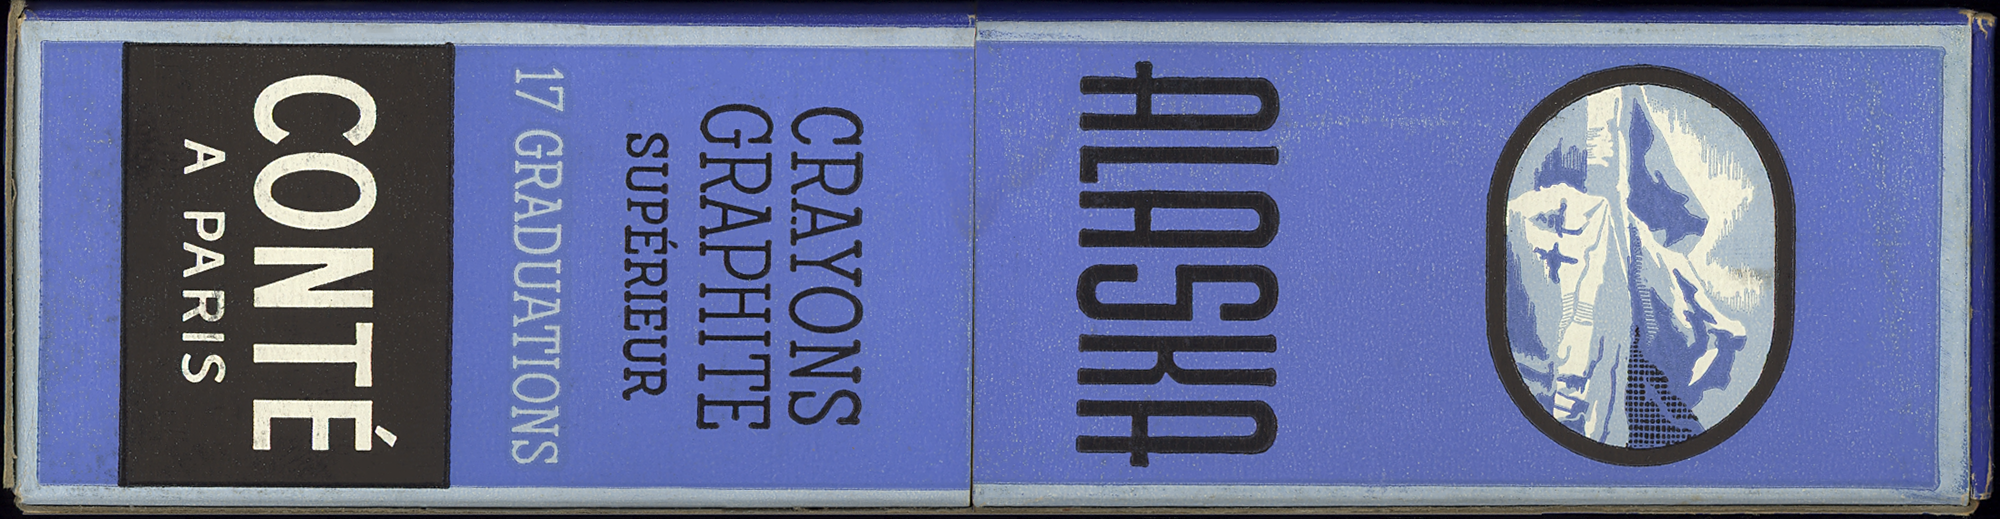 ALASKA
CRAYONS
GRAPHITE
SUPÉRIEUR
17 GRADUATIONS
CONTÉ
A PARIS